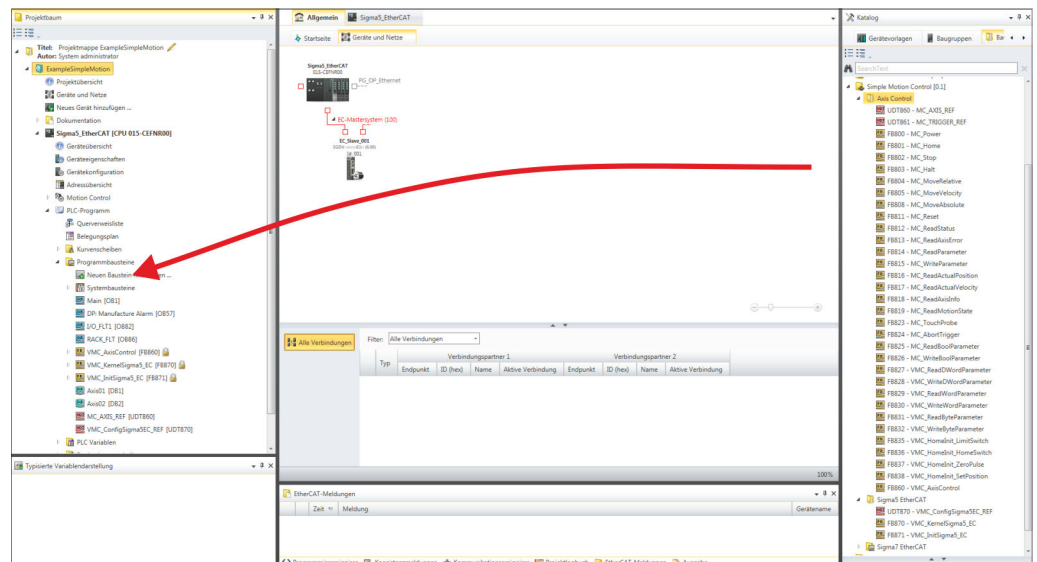 Projektbaum
Titel: Projektmappe ExampleSimpleMotion
Autor: System administrator
ExampleSimpleMotion
Projektübersicht
Geräte und Netze
Neues Gerät hinzufügen ...
Dokumentation
Sigma5_EtherCAT [CPU 015-CEFNR00]
Geräteübersicht
Geräteeigenschaften
Gerätekonfiguration
Adressübersicht
Motion Control
PLC-Programm
Querverweisliste
Belegungsplan
Kurvenscheiben
Programmbausteine
Neuen Baustein
Systembausteine
Main [OB1]
DP: Manufacture Alarm [OB57]
I/O_FLT1 [OB82]
RACK_FLT [OB86]
VMC_AxisControl [FB860]
VMC_KernelSigma5_EC [FB870]
VMC_InitSigma5_EC [FB871]
Axis01 [DB1]
Axis02 [DB2]
MC_AXIS_REF [UDT860]
VMC_ConfigSigma5EC_REF [UDT870]
PLC Variablen
Typisierte Variablendarstellung
Allgemein Sigma5_EtherCAT
Startseite Geräte und Netze
Sigma5_EtherCAT
015-CEFNR00
PG_OP_Ethernet
EC-Mastersystem (100)
EC_Slave_001
Alle Verbindungen
Filter: Alle Verbindungen
Verbindungspartner 1 Verbindungspartner 2
Typ Endpunkt ID (hex) Name Aktive Verbindung Endpunkt ID (hex) Name Aktive Verbindung
100%
EtherCAT-Meldungen
Zeit Meldung Gerätename
Katalog
Gerätevorlagen Baugruppen
SearchText
Simple Motion Control [0.1]
Axis Control
UDT860 - MC_AXIS_REF
UDT861 - MC_TRIGGER_REF
FB800 - MC_Power
FB801 - MC_Home
FB802 - MC_Stop
FB803 - MC_Halt
FB804 - MC_MoveRelative
FB805 - MC_MoveVelocity
FB808 - MC_MoveAbsolute
FB811 - MC_Reset
FB812 - MC_ReadStatus
FB813 - MC_ReadAxisError
FB814 - MC_ReadParameter
FB815 - MC_WriteParameter
FB816 - MC_ReadActualPosition
FB817 - MC_ReadActualVelocity
FB818 - MC_ReadAxisInfo
FB819 - MC_ReadMotionState
FB823 - MC_TouchProbe
FB824 - MC_AbortTrigger
FB825 - MC_ReadBoolParameter
FB826 - MC_WriteBoolParameter
FB827 - VMC_ReadDWordParameter
FB828 - VMC_WriteDWordParameter
FB829 - VMC_ReadWordParameter
FB830 - VMC_WriteWordParameter
FB831 - VMC_ReadByteParameter
FB832 - VMC_WriteByteParameter
FB835 - VMC_HomeInit_LimitSwitch
FB836 - VMC_HomeInit_HomeSwitch
FB837 - VMC_HomeInit_ZeroPulse
FB838 - VMC_HomeInit_SetPosition
FB860 - VMC_AxisControl
Sigma5 EtherCAT
UDT870 - VMC_ConfigSigma5EC_REF
FB870 - VMC_KernelSigma5_EC
FB871 - VMC_InitSigma5_EC
Sigma7 EtherCAT